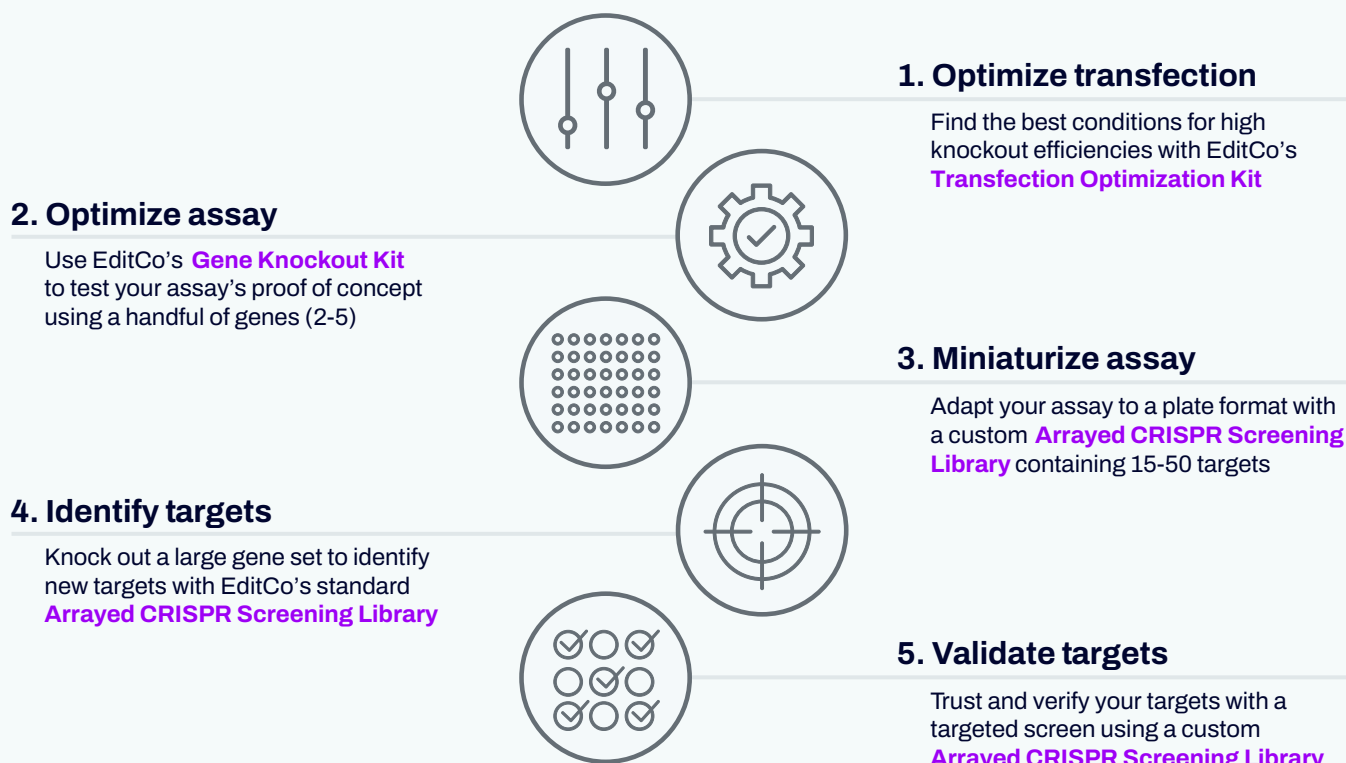 1. Optimize transfection
Find the best conditions for high
knockout efficiencies with EditCo’s
Transfection Optimization Kit
2. Optimize assay
Use EditCo’s Gene Knockout Kit
to test your assay’s proof of concept
using a handful of genes (2-5)
3. Miniaturize assay
Adapt your assay to a plate format with
a custom Arrayed CRISPR Screening
Library containing 15-50 targets
4. Identify targets
Knock out a large gene set to identify
new targets with EditCo’s standard
Arrayed CRISPR Screening Library
5. Validate targets
Trust and verify your targets with a
targeted screen using a custom
Arrayed CRISPR Screening Library